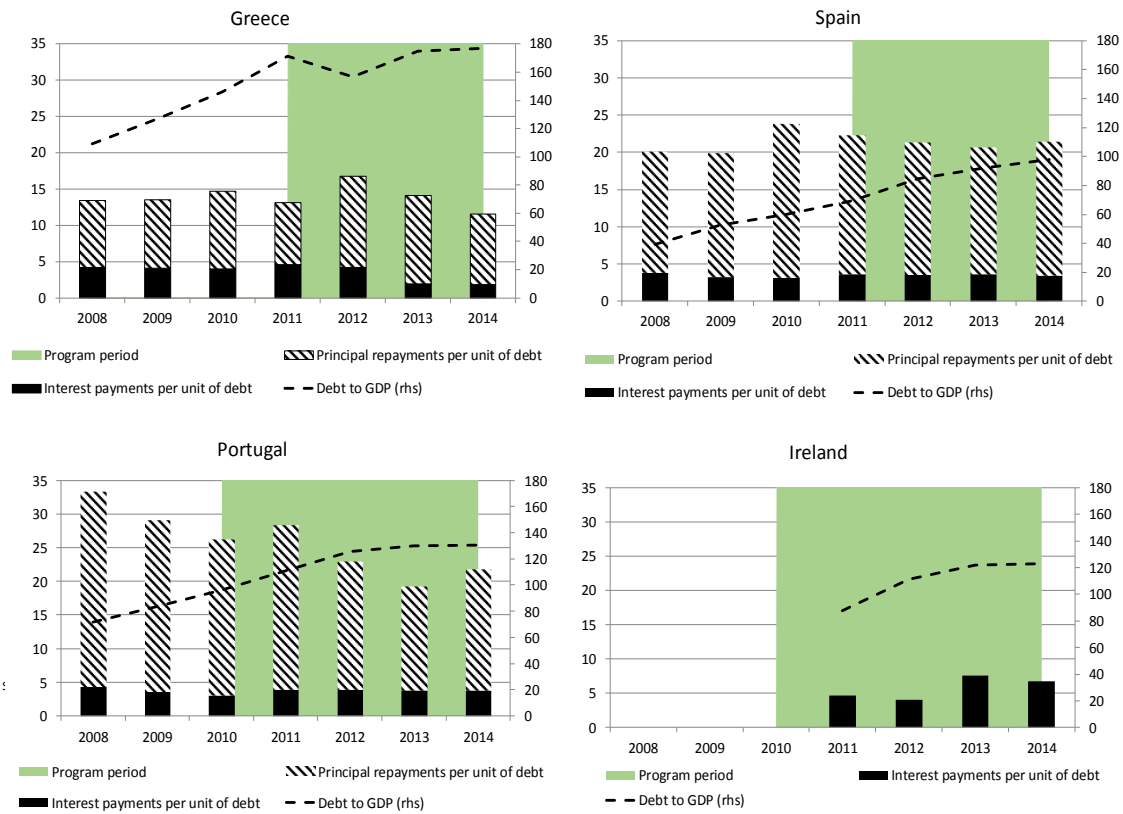 Greece
35 180
30 160
25 140
20 120
15 100
10 80
5 60
0 40
20
0
2008 2009 2010 2011 2012 2013 2014
Program period Principal repayments per unit of debt
Interest payments per unit of debt Debt to GDP (rhs)
Spain
35 180
30 160
25 140
20 120
15 100
10 80
5 60
0 40
20
0
2008 2009 2010 2011 2012 2013 2014
Program period Principal repayments per unit of debt
Interest payments per unit of debt Debt to GDP (rhs)
Portugal
35 180
30 160
25 140
20 120
15 100
10 80
5 60
0 40
20
0
2008 2009 2010 2011 2012 2013 2014
Program period Principal repayments per unit of debt
Interest payments per unit of debt Debt to GDP (rhs)
Ireland
35 180
30 160
25 140
20 120
15 100
10 80
5 60
0 40
20
0
2008 2009 2010 2011 2012 2013 2014
Program period Interest payments per unit of debt
Debt to GDP (rhs)